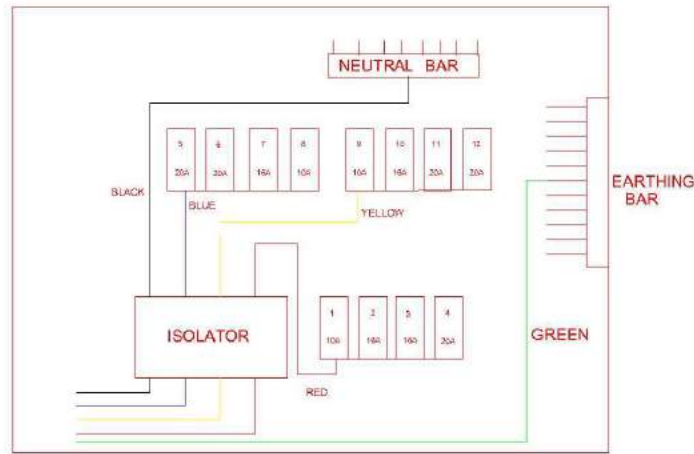 NEUTRAL BAR
5 6 7 8 9 10 11 12
20A 20A 16A 10A 10A 16A 20A 20A
BLACK
BLUE
YELLOW
EARTHING
BAR
ISOLATOR
1 2 3 4
10A 16A 16A 20A
GREEN
RED